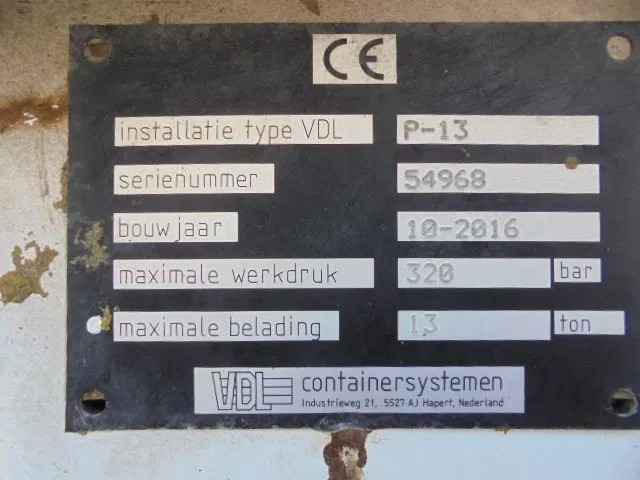 CE
installatie type VDL P-13
serienummer 54968
bouwjaar 10-2016
maximale werkdruk 320 bar
maximale belading 13 ton
VDL containersystemen
Industrieweg 21, 5527 AJ Hapert, Nederland